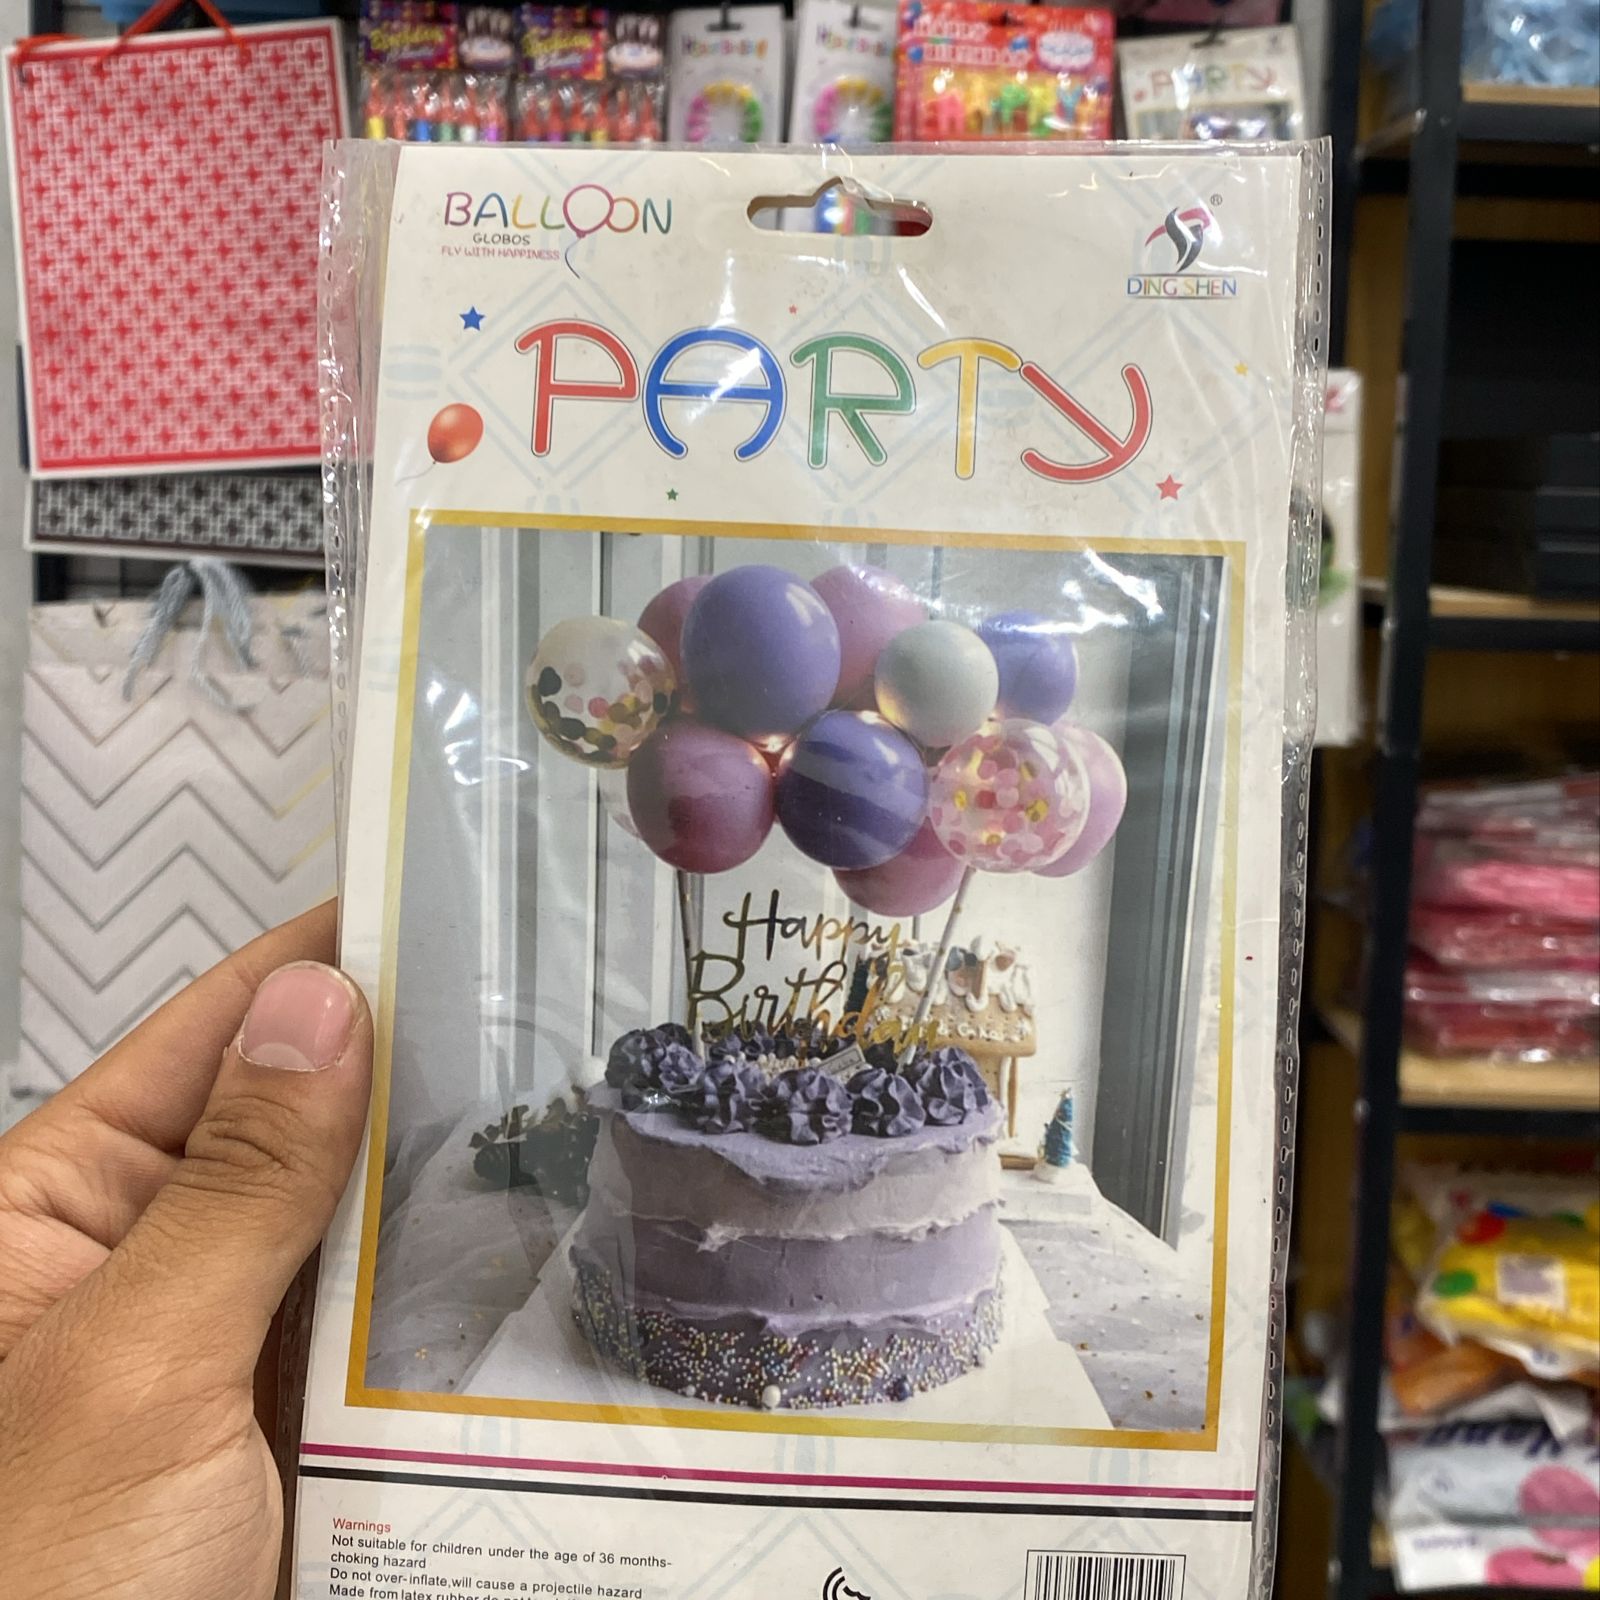 BALLOON
GLOBOS
FLY WITH HAPPINESS
®
DING SHEN
PARTY
Happy
Birthday
Warnings
Not suitable for children under the age of 36 months-
choking hazard
Do not over-inflate,will cause a projectile hazard
Made from latex rubber
PARTY